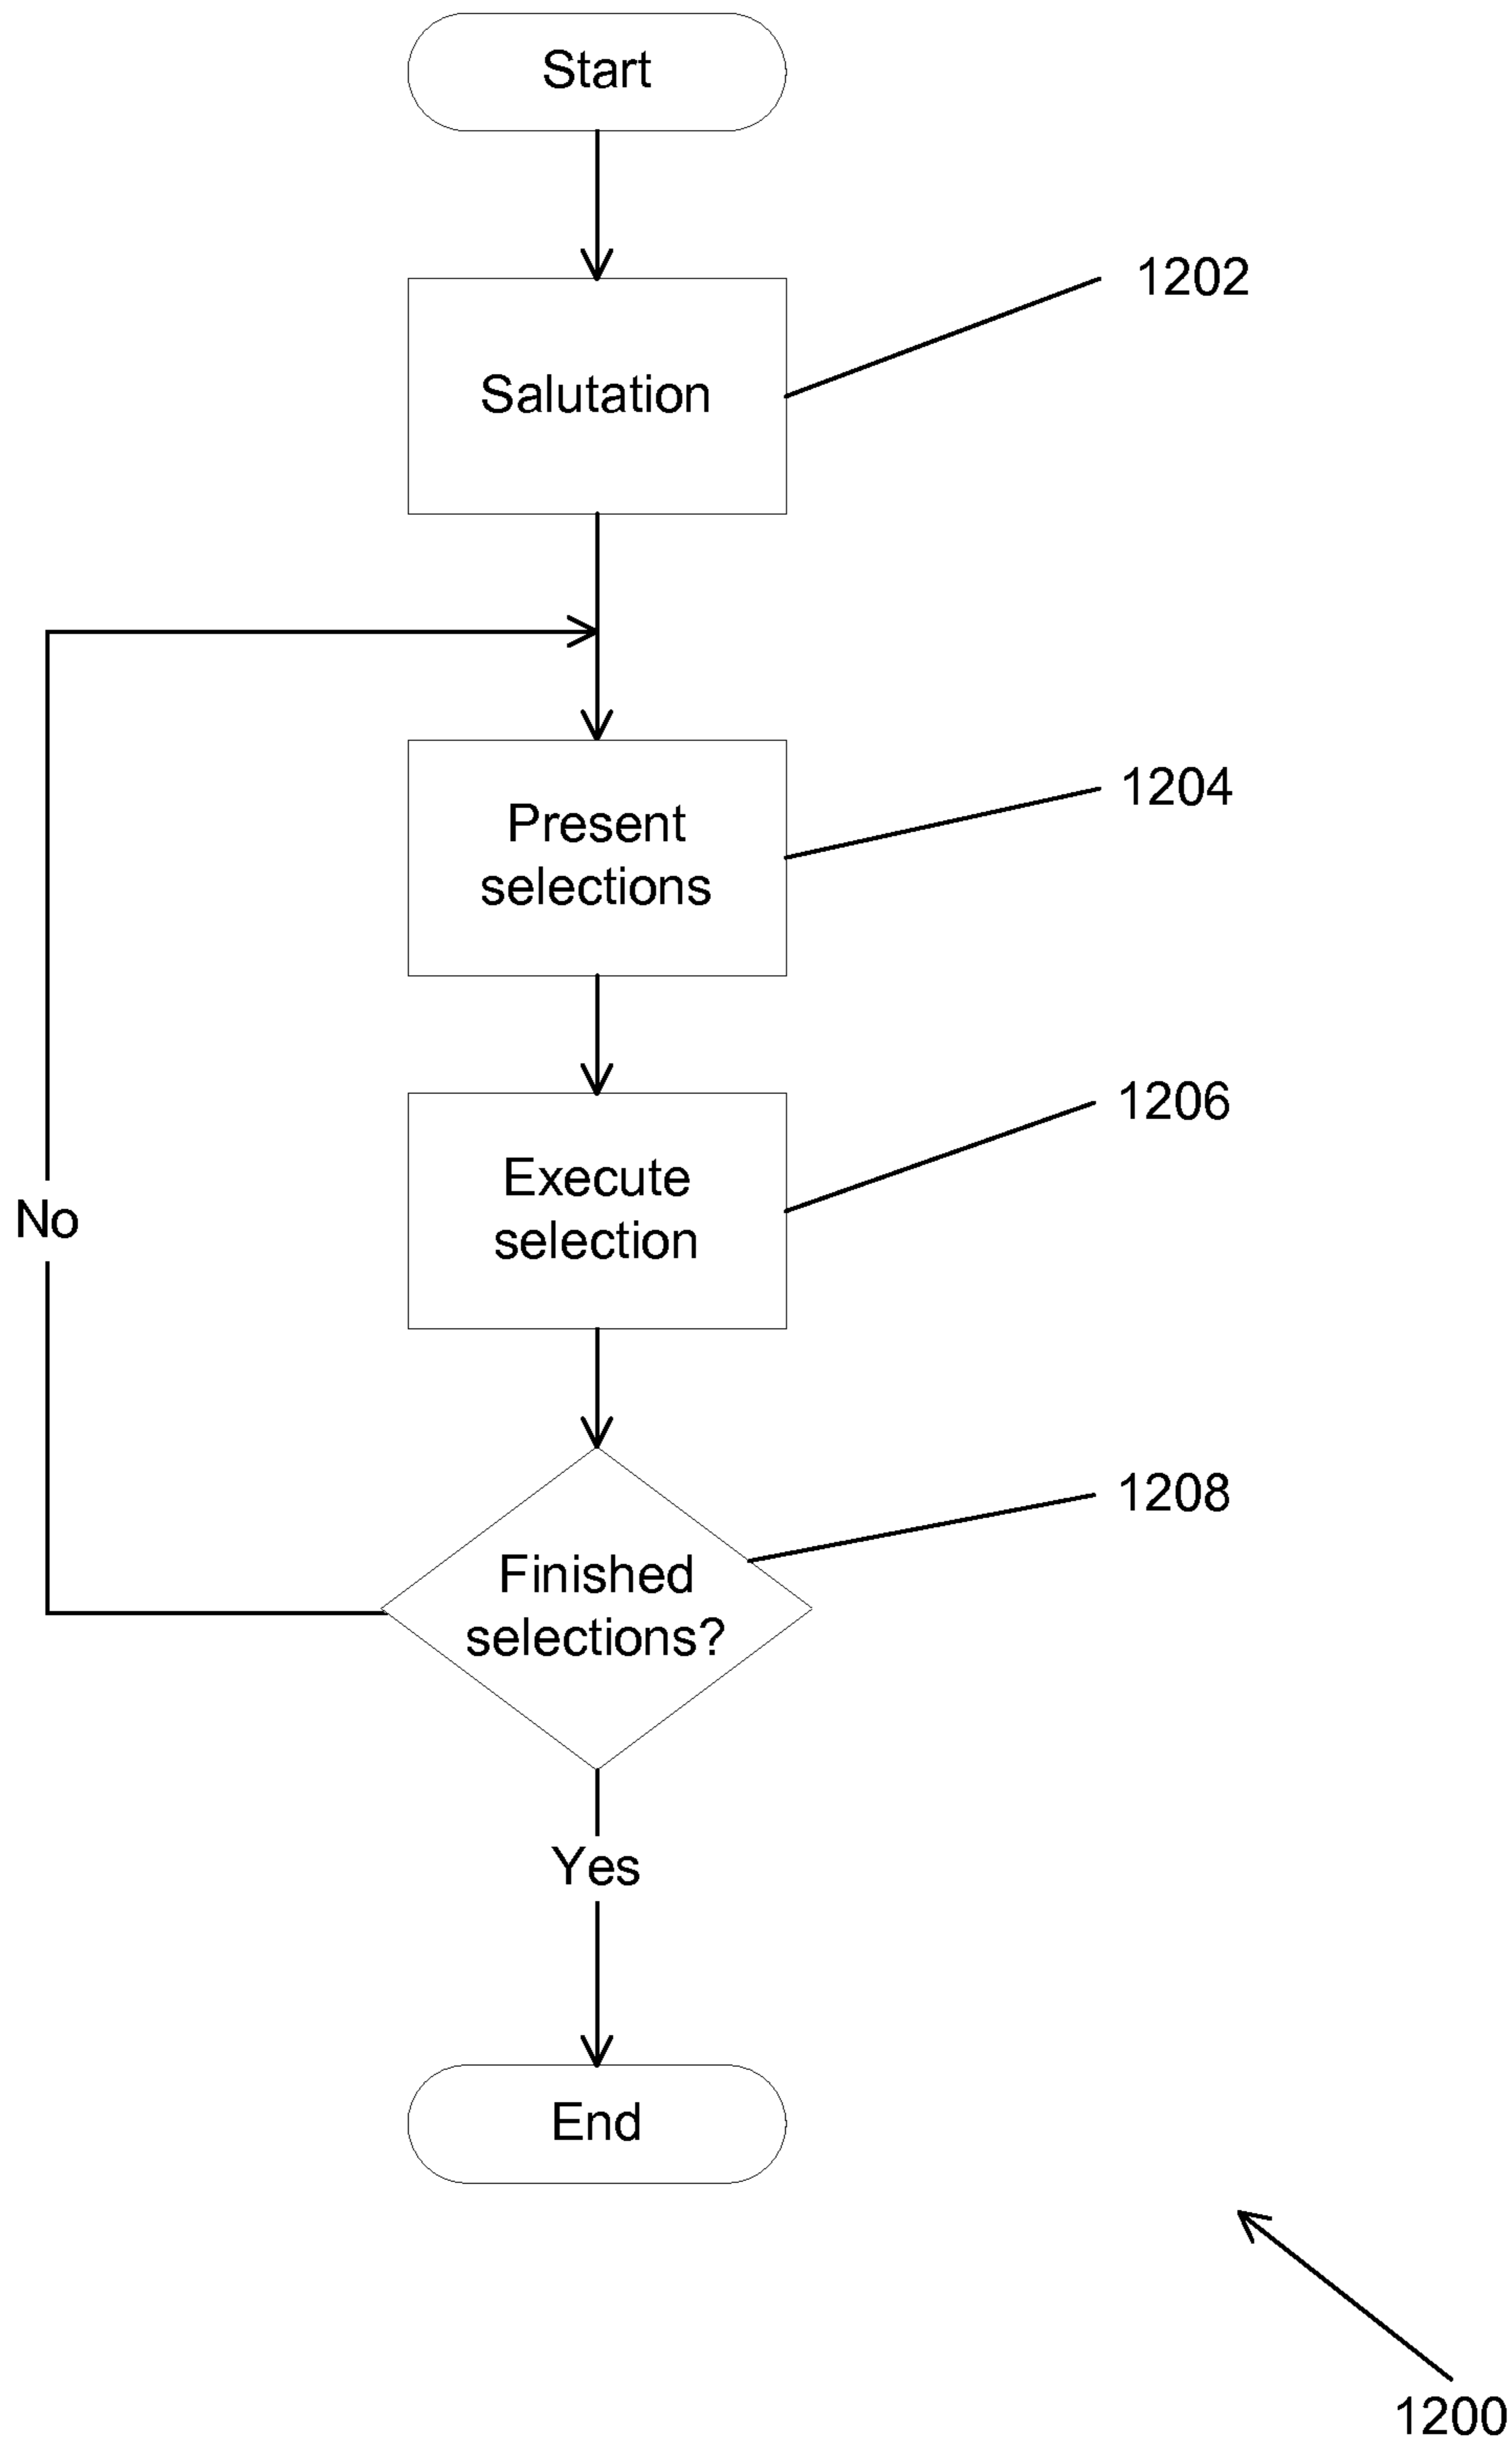 Start
1202
Salutation
1204
Present
selections
1206
Execute
selection
No
1208
Finished
selections?
Yes
End
1200